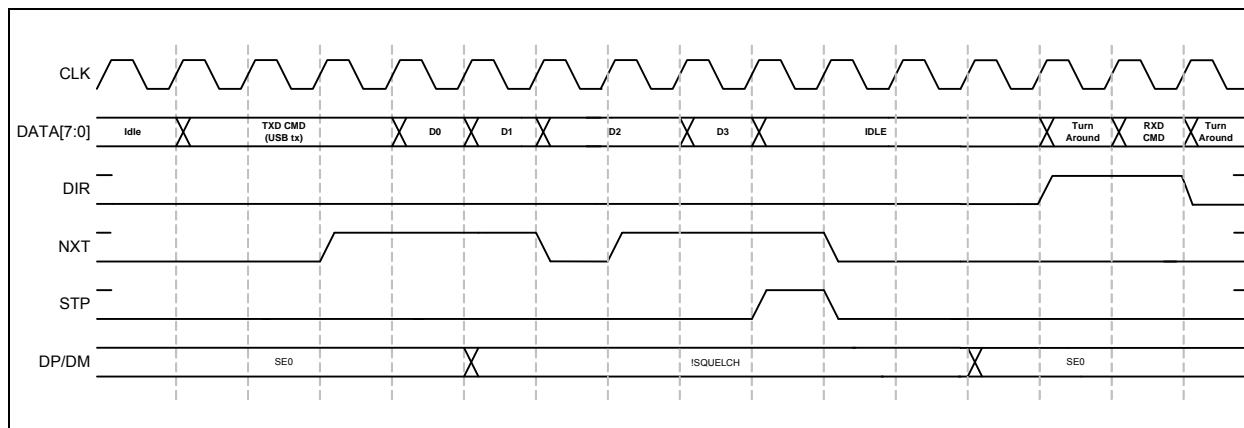 CLK
DATA[7:0]
Idle
TXD CMD
(USB tx)
D0
D1
D2
D3
IDLE
Turn
Around
RXD
CMD
Turn
Around
DIR
NXT
STP
DP/DM
SE0
!SQUELCH
SE0